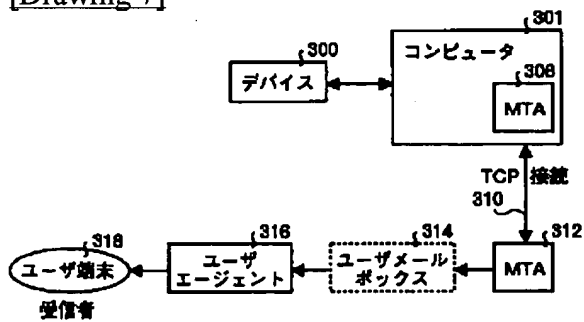 [Drawing 7]
301
コンピュータ
300
デバイス
308
MTA
TCP 接続
310
318
ユーザ端末
受信者
316
ユーザ
エージェント
314
ユーザメール
ボックス
312
MTA